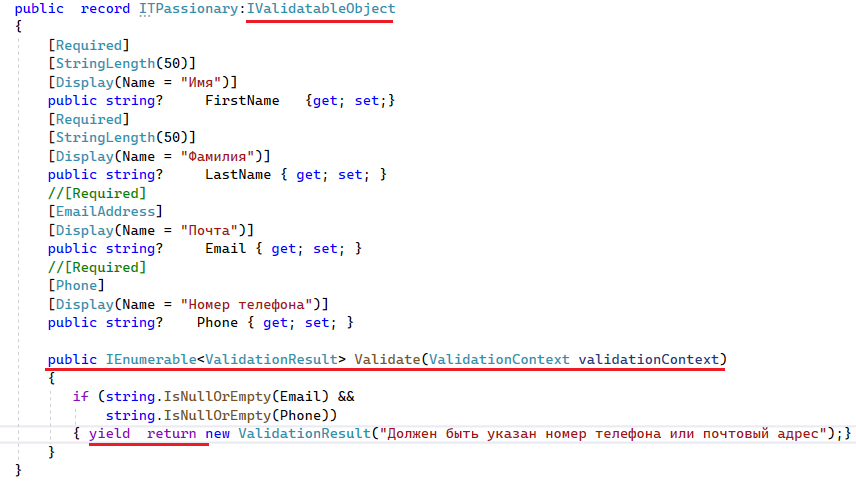 public  record ITPassionary:IValidatableObject
{
    [Required]
    [StringLength(50)]
    [Display(Name = "Имя")]
    public string?     FirstName   {get; set;}
    [Required]
    [StringLength(50)]
    [Display(Name = "Фамилия")]
    public string?     LastName { get; set; }
    //[Required]
    [EmailAddress]
    [Display(Name = "Почта")]
    public string?     Email { get; set; }
    //[Required]
    [Phone]
    [Display(Name = "Номер телефона")]
    public string?    Phone { get; set; }
    public IEnumerable<ValidationResult> Validate(ValidationContext validationContext)
    {
       if (string.IsNullOrEmpty(Email) &&
           string.IsNullOrEmpty(Phone))
       { yield  return new ValidationResult("Должен быть указан номер телефона или почтовый адрес");}
    }
}